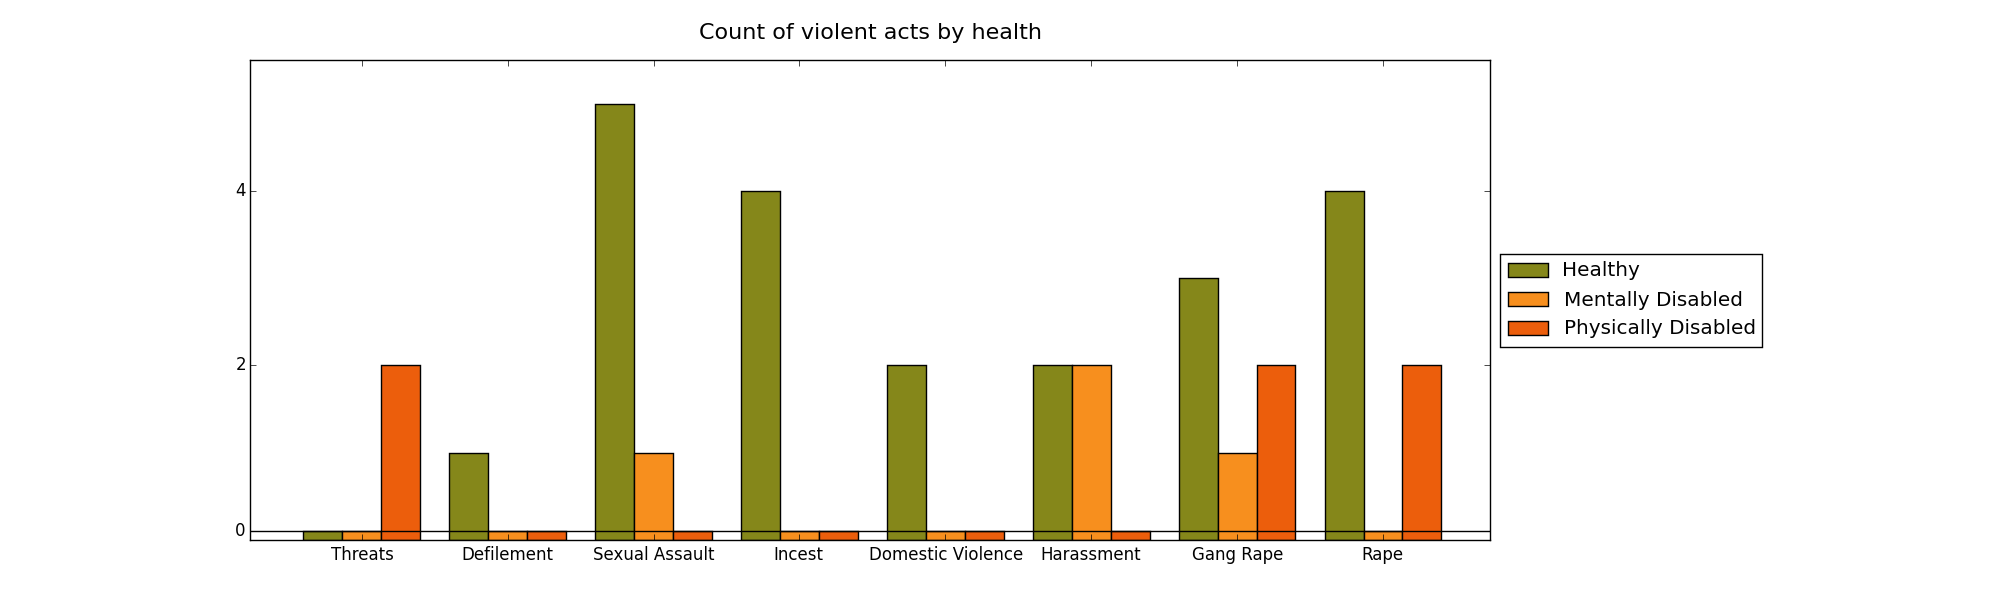 Count of violent acts by health
4
2
0
Threats Defilement Sexual Assault Incest Domestic Violence Harassment Gang Rape Rape
Healthy
Mentally Disabled
Physically Disabled